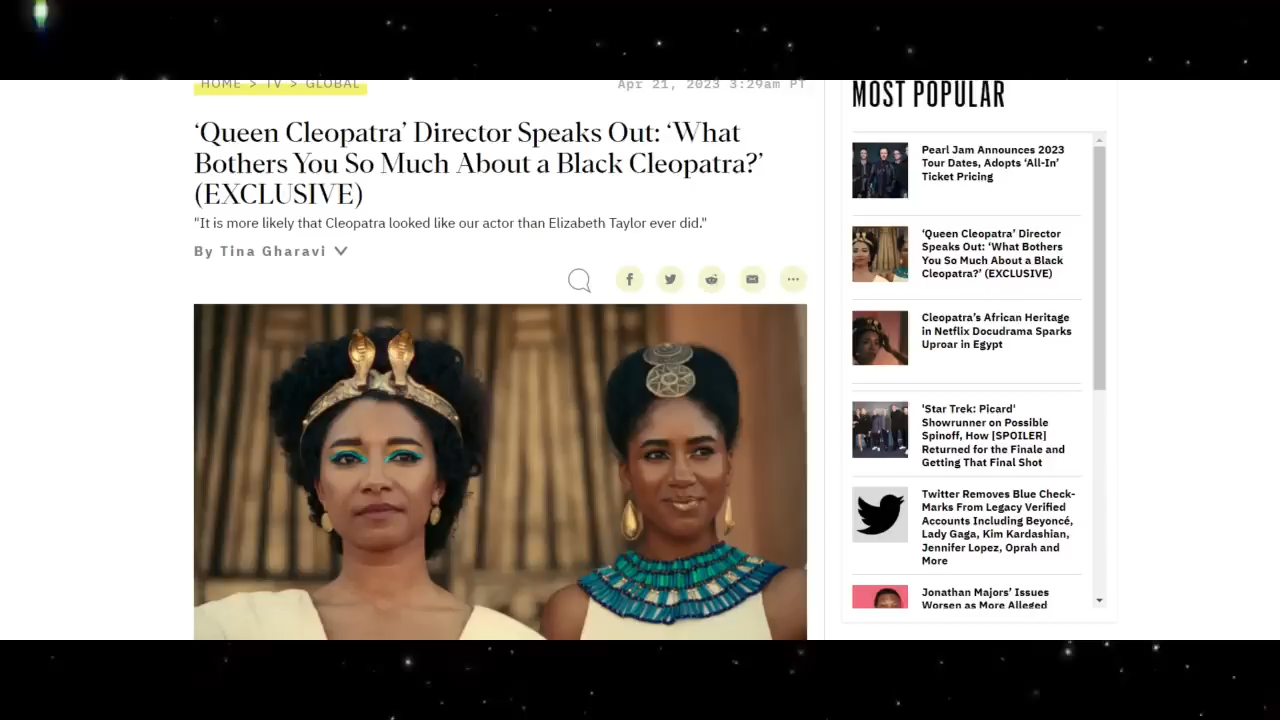 HOME > TV > GLOBAL
Apr 21, 2023 3:29am PT
‘Queen Cleopatra’ Director Speaks Out: ‘What
Bothers You So Much About a Black Cleopatra?’
(EXCLUSIVE)
"It is more likely that Cleopatra looked like our actor than Elizabeth Taylor ever did."
By Tina Gharavi
MOST POPULAR
Pearl Jam Announces 2023
Tour Dates, Adopts ‘All-In’
Ticket Pricing
‘Queen Cleopatra’ Director
Speaks Out: ‘What Bothers
You So Much About a Black
Cleopatra?’ (EXCLUSIVE)
Cleopatra’s African Heritage
in Netflix Docudrama Sparks
Uproar in Egypt
'Star Trek: Picard'
Showrunner on Possible
Spinoff, How [SPOILER]
Returned for the Finale and
Getting That Final Shot
Twitter Removes Blue Check-
Marks From Legacy Verified
Accounts Including Beyoncé,
Lady Gaga, Kim Kardashian,
Jennifer Lopez, Oprah and
More
Jonathan Majors’ Issues
Worsen as More Alleged